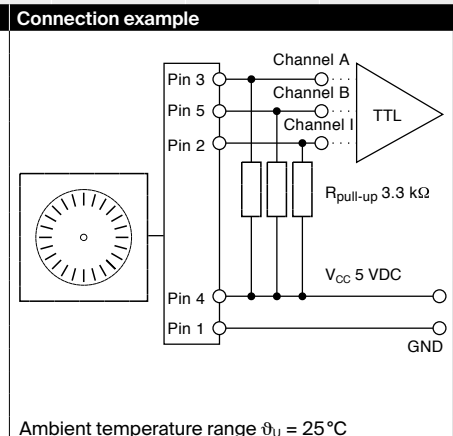 Connection example
Channel A
Pin 3
Channel B
Pin 5
TTL
Channel I
Pin 2
Rpull-up 3.3 kΩ
VCC 5 VDC
Pin 4
Pin 1
GND
Ambient temperature range ϑU = 25°C